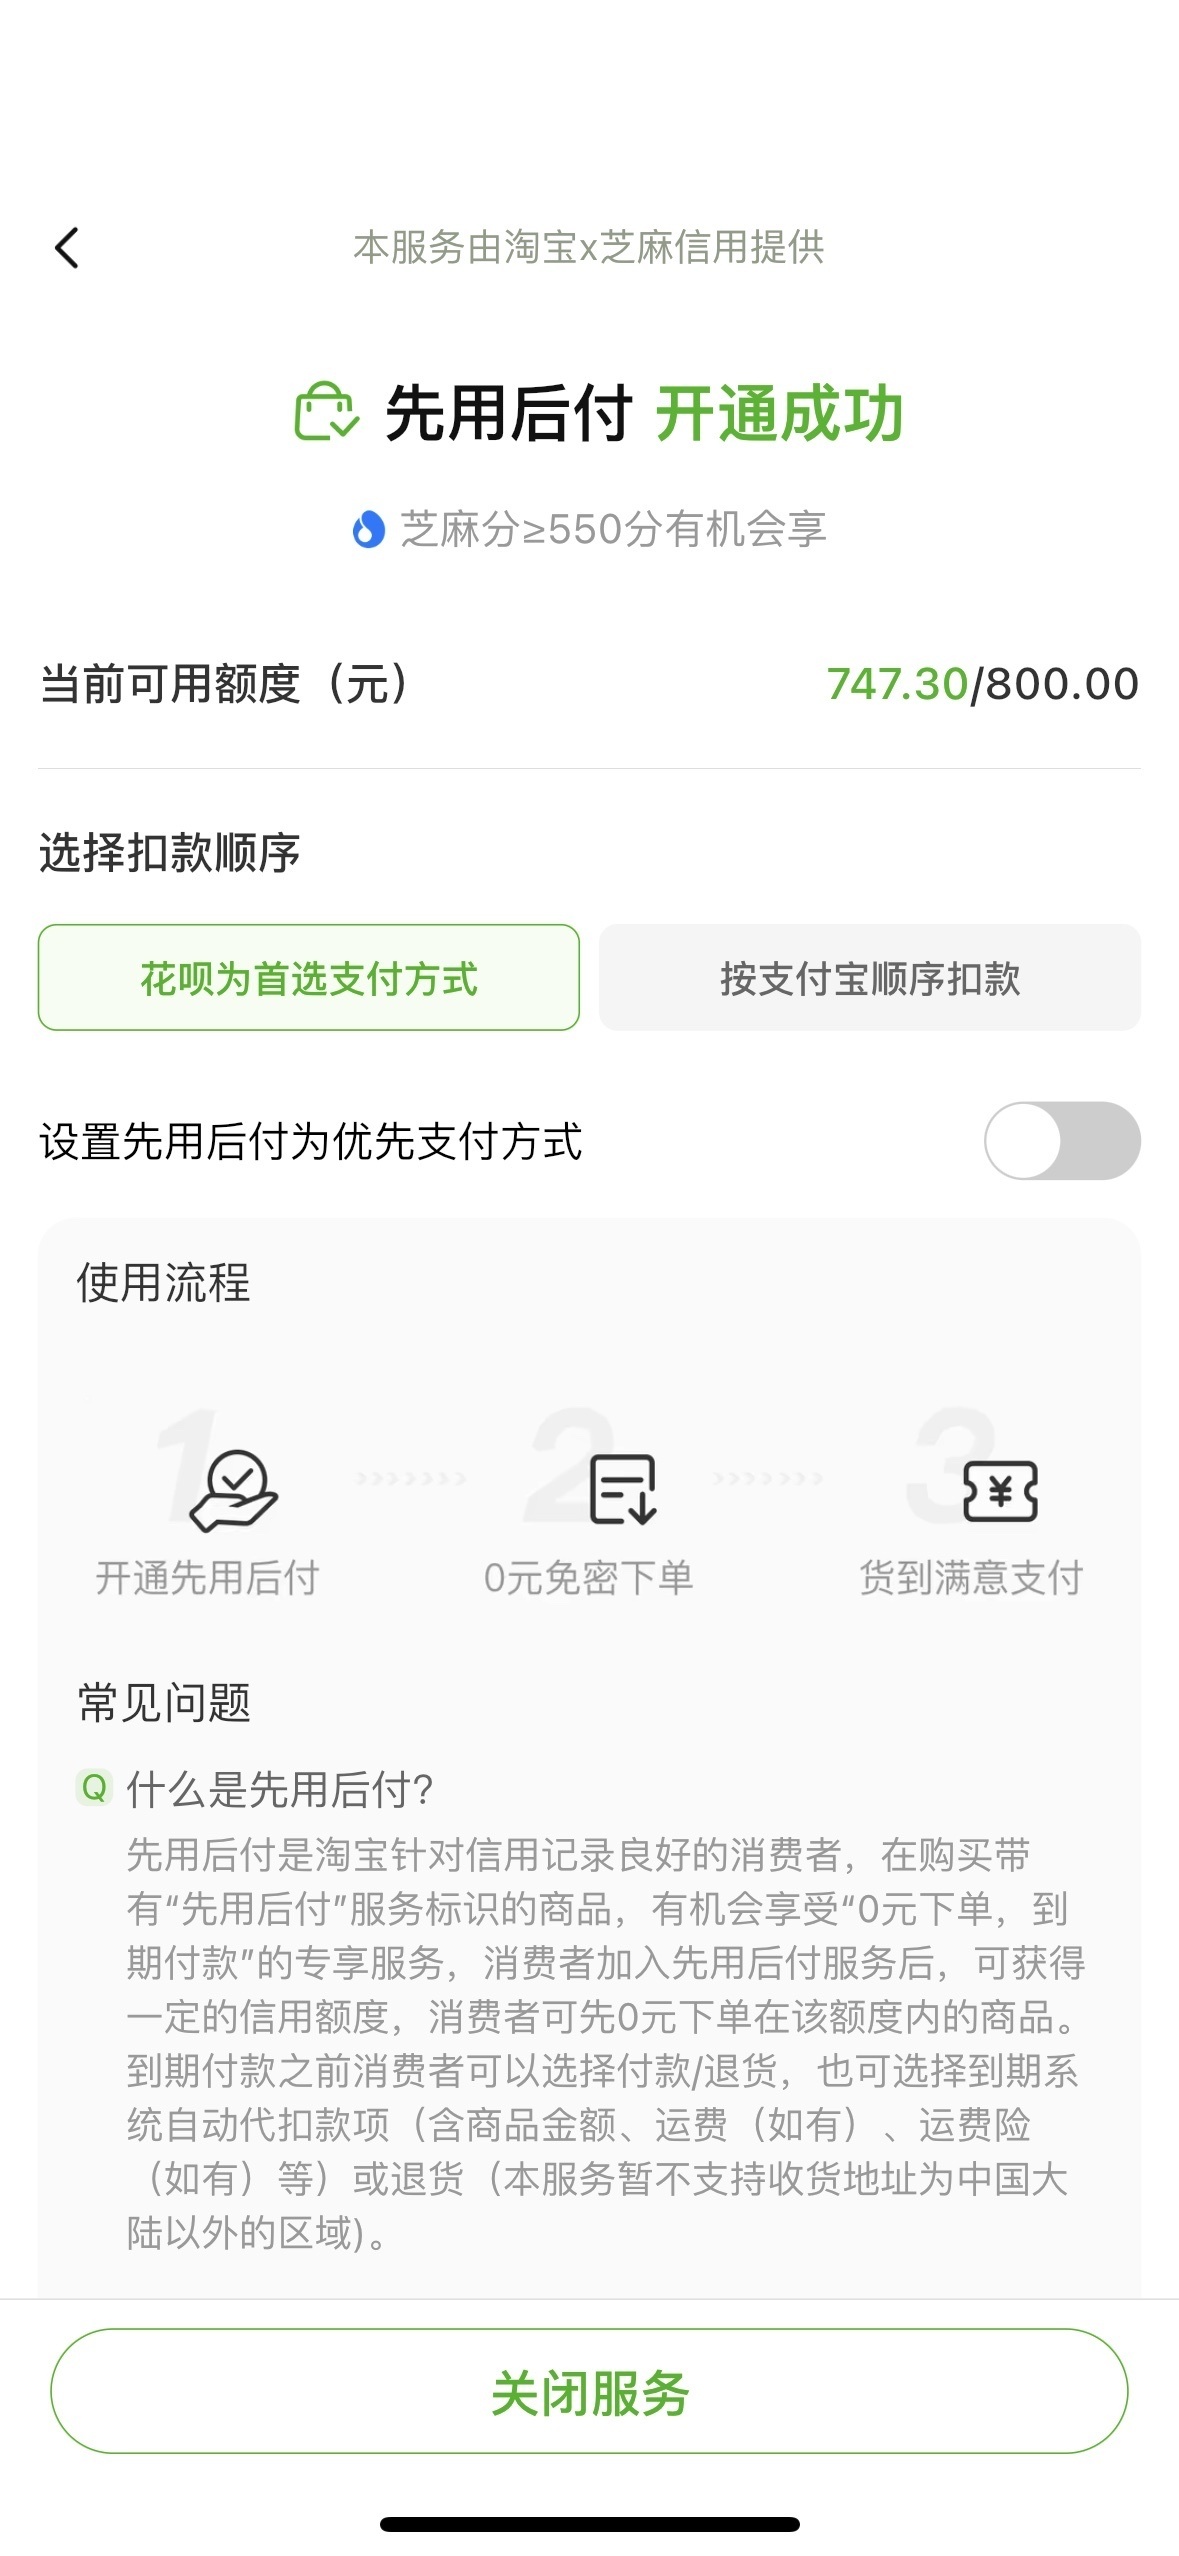 本服务由淘宝x芝麻信用提供
先用后付 开通成功
芝麻分≥550分有机会享
当前可用额度（元） 747.30/800.00
选择扣款顺序
花呗为首选支付方式 按支付宝顺序扣款
设置先用后付为优先支付方式
使用流程
1 2 3
开通先用后付 0元免密下单 货到满意支付
常见问题
Q 什么是先用后付?
先用后付是淘宝针对信用记录良好的消费者，在购买带
有“先用后付”服务标识的商品，有机会享受“0元下单，到
期付款”的专享服务，消费者加入先用后付服务后，可获得
一定的信用额度，消费者可先0元下单在该额度内的商品。
到期付款之前消费者可以选择付款/退货，也可选择到期系
统自动代扣款项（含商品金额、运费（如有）、运费险
（如有）等）或退货（本服务暂不支持收货地址为中国大
陆以外的区域)。
关闭服务